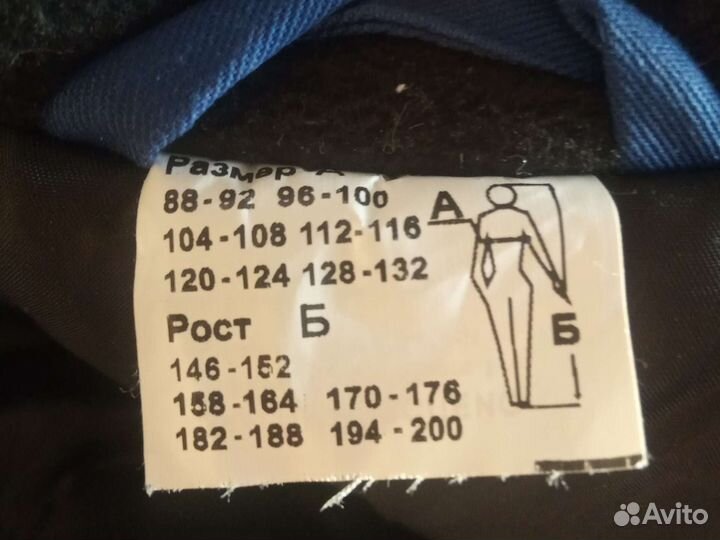 Размер А
88-92 96-100
104-108 112-116
120-124 128-132
Рост Б
146-152
158-164 170-176
182-188 194-200
А
Б
Avito